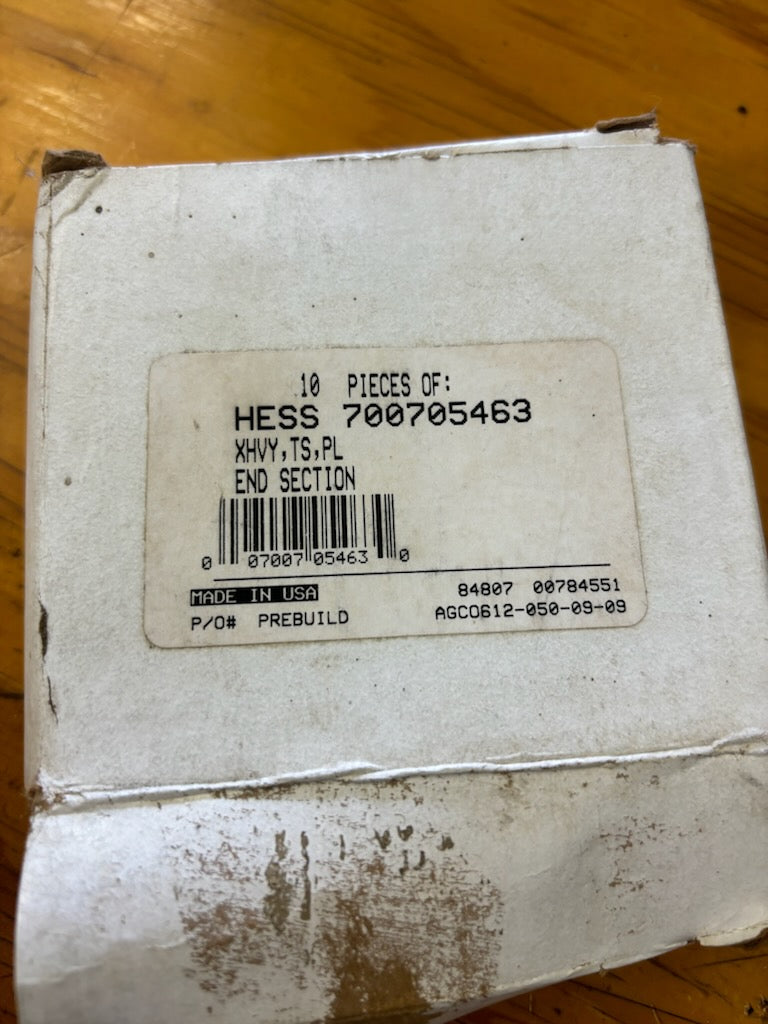 10 PIECES OF:
HESS 700705463
XHVY,TS,PL
END SECTION
0 07007 05463 0
MADE IN USA
84807 00784551
P/O# PREBUILD
AGCO612-050-09-09